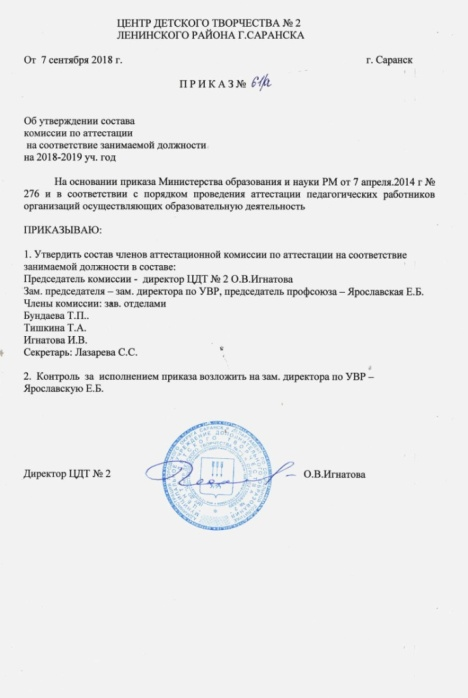 ЦЕНТР ДЕТСКОГО ТВОРЧЕСТВА № 2
ЛЕНИНСКОГО РАЙОНА Г.САРАНСКА
От 7 сентября 2018 г. г. Саранск
П Р И К А З № 61/а
Об утверждении состава
комиссии по аттестации
на соответствие занимаемой должности
на 2018-2019 уч. год
На основании приказа Министерства образования и науки РМ от 7 апреля.2014 г №
276 и в соответствии с порядком проведения аттестации педагогических работников
организаций осуществляющих образовательную деятельность
ПРИКАЗЫВАЮ:
1. Утвердить состав членов аттестационной комиссии по аттестации на соответствие
занимаемой должности в составе:
Председатель комиссии - директор ЦДТ № 2 О.В.Игнатова
Зам. председателя – зам. директора по УВР, председатель профсоюза – Ярославская Е.Б.
Члены комиссии: зав. отделами
Бундаева Т.П..
Тишкина Т.А.
Игнатова И.В.
Секретарь: Лазарева С.С.
2. Контроль за исполнением приказа возложить на зам. директора по УВР –
Ярославскую Е.Б.
Директор ЦДТ № 2 О.В.Игнатова